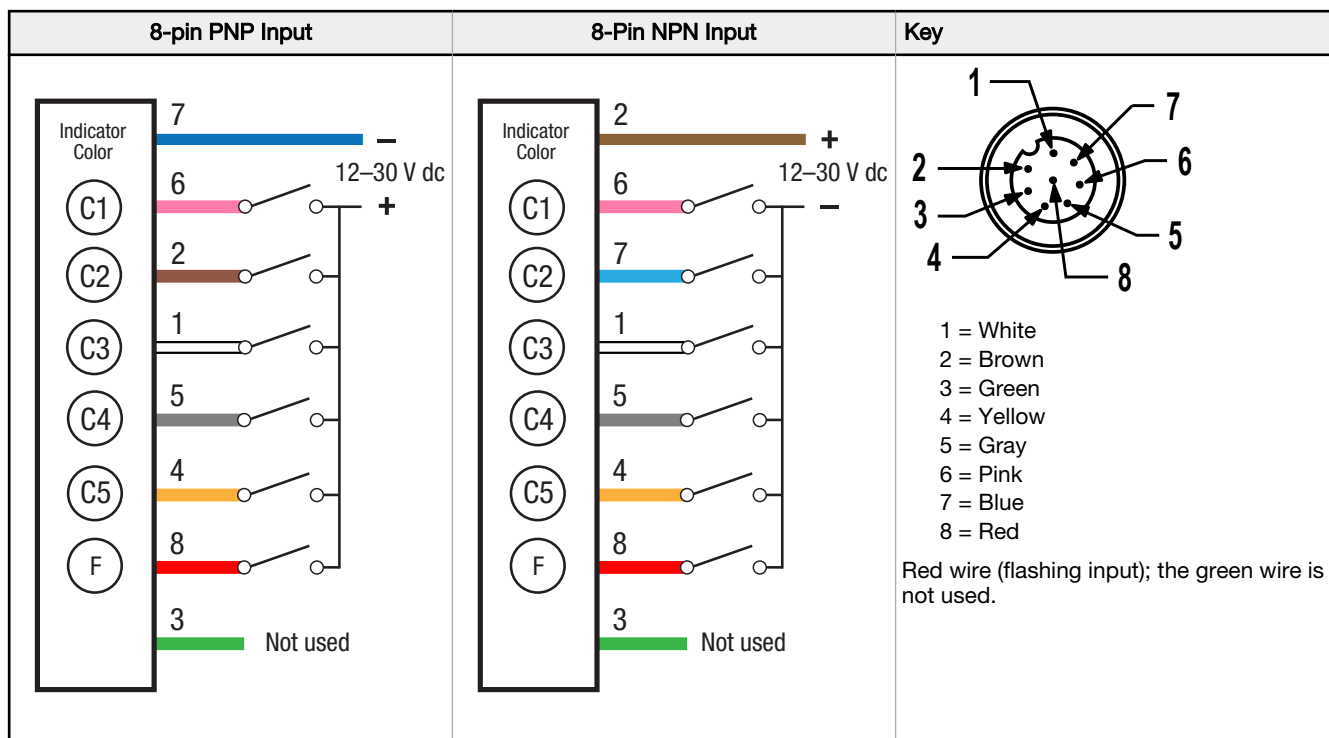 8-pin PNP Input
8-Pin NPN Input
Key
Indicator
Color
7
–
12–30 V dc
C1
6
+
C2
2
C3
1
C4
5
C5
4
F
8
3
Not used
Indicator
Color
2
+
12–30 V dc
C1
6
–
C2
7
C3
1
C4
5
C5
4
F
8
3
Not used
1
7
2
6
3
5
4
8
1 = White
2 = Brown
3 = Green
4 = Yellow
5 = Gray
6 = Pink
7 = Blue
8 = Red
Red wire (flashing input); the green wire is
not used.